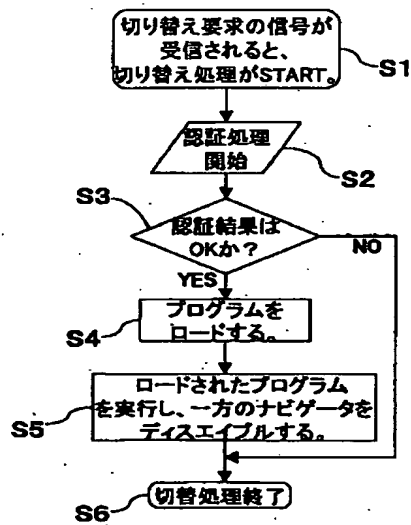 切り替え要求の信号が
受信されると、
切り替え処理がSTART。
S1
認証処理
開始
S2
S3
認証結果は
OKか？
NO
YES
S4
プログラムを
ロードする。
ロードされたプログラム
を実行し、一方のナビゲータを
ディスエイブルする。
S5
S6
切替処理終了